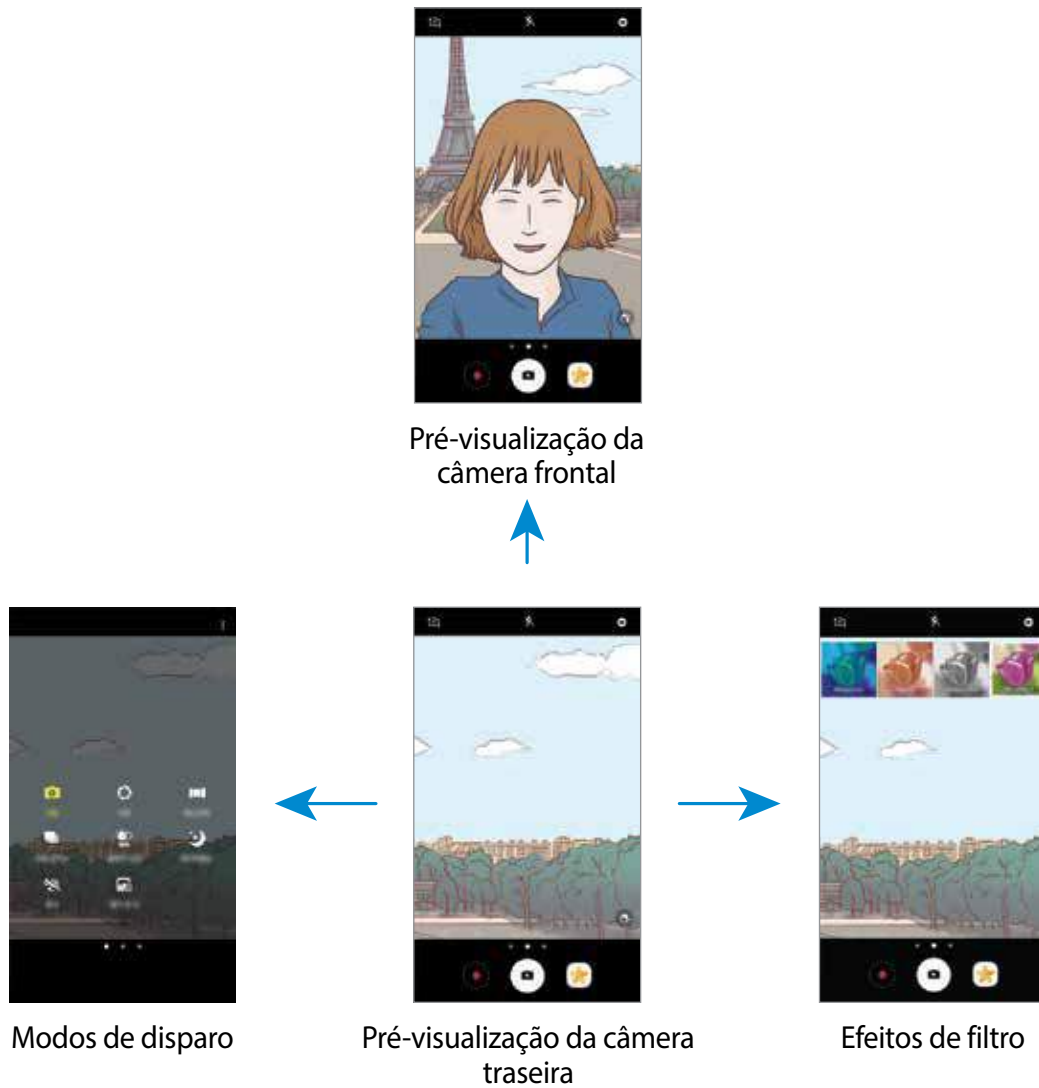 Pré-visualização da
câmera frontal
Modos de disparo
Pré-visualização da câmera
traseira
Efeitos de filtro